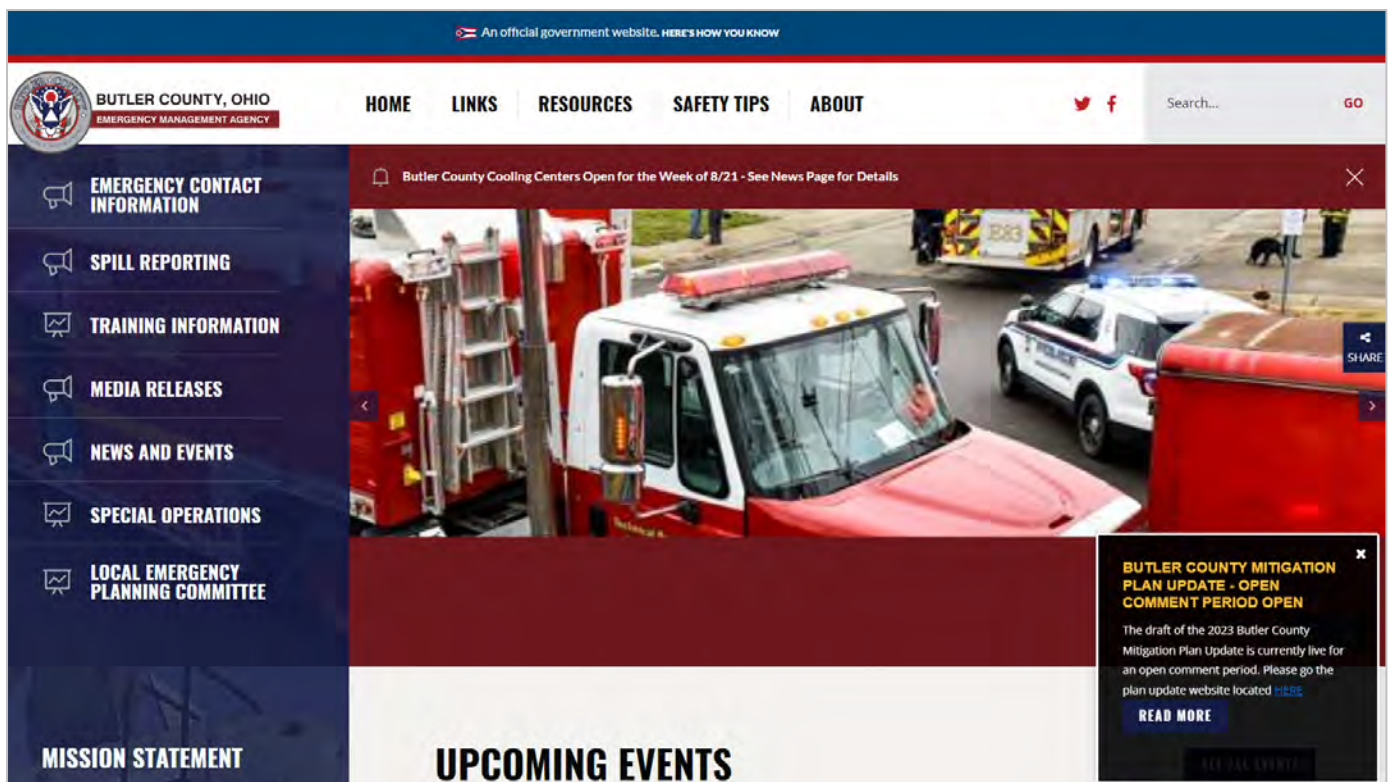 An official government website. HERE'S HOW YOU KNOW
BUTLER COUNTY, OHIO
EMERGENCY MANAGEMENT AGENCY
HOME
LINKS
RESOURCES
SAFETY TIPS
ABOUT
Search...
GO
EMERGENCY CONTACT
INFORMATION
SPILL REPORTING
TRAINING INFORMATION
MEDIA RELEASES
NEWS AND EVENTS
SPECIAL OPERATIONS
LOCAL EMERGENCY
PLANNING COMMITTEE
MISSION STATEMENT
Butler County Cooling Centers Open for the Week of 8/21 - See News Page for Details
E83
POLICE
Technical
SHARE
BUTLER COUNTY MITIGATION
PLAN UPDATE - OPEN
COMMENT PERIOD OPEN
The draft of the 2023 Butler County
Mitigation Plan Update is currently live for
an open comment period. Please go the
plan update website located HERE
READ MORE
UPCOMING EVENTS